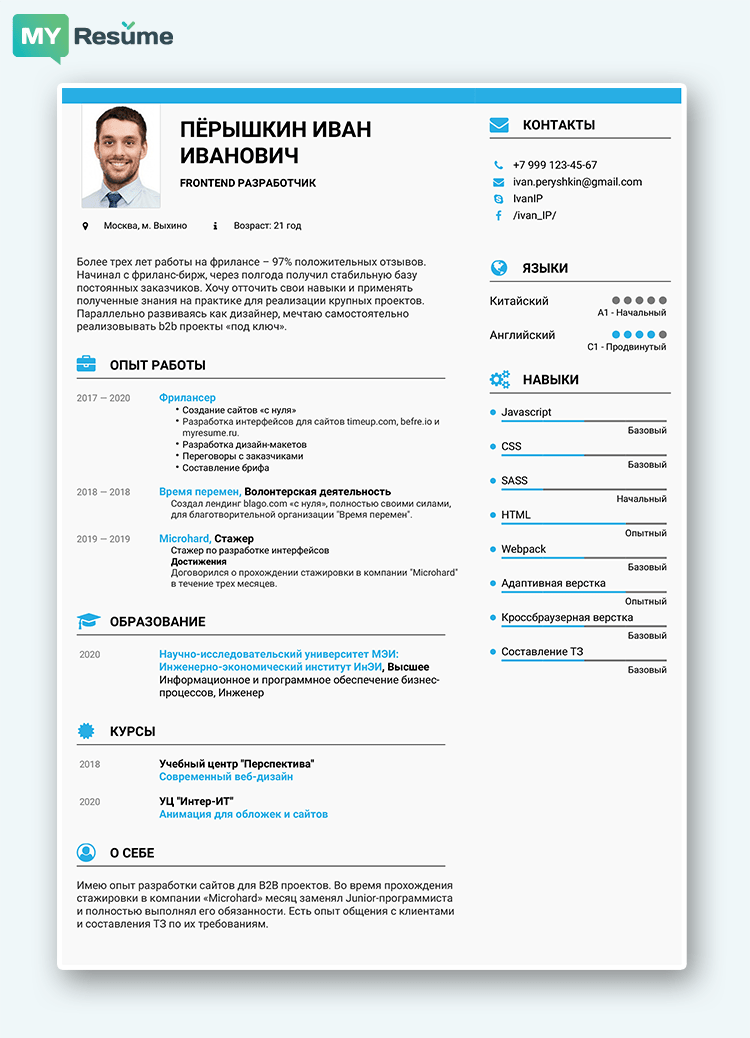 MY Resume
ПЁРЫШКИН ИВАН
ИВАНОВИЧ
FRONTEND РАЗРАБОТЧИК
Москва, м. Выхино
Возраст: 21 год
Более трех лет работы на фрилансе – 97% положительных отзывов.
Начинал с фриланс-бирж, через полгода получил стабильную базу
постоянных заказчиков. Хочу отточить свои навыки и применять
полученные знания на практике для реализации крупных проектов.
Параллельно развиваясь как дизайнер, мечтаю самостоятельно
реализовывать b2b проекты «под ключ».
ОПЫТ РАБОТЫ
2017 — 2020
Фрилансер
• Создание сайтов «с нуля»
• Разработка интерфейсов для сайтов timeup.com, befre.io и
myresume.ru.
• Разработка дизайн-макетов
• Переговоры с заказчиками
• Составление брифа
2018 — 2018
Время перемен, Волонтерская деятельность
Создал лендинг blago.com «с нуля», полностью своими силами,
для благотворительной организации "Время перемен".
2019 — 2019
Microhard, Стажер
Стажер по разработке интерфейсов
Достижения
Договорился о прохождении стажировки в компании "Microhard"
в течение трех месяцев.
ОБРАЗОВАНИЕ
2020
Научно-исследовательский университет МЭИ:
Инженерно-экономический институт ИнЭИ, Высшее
Информационное и программное обеспечение бизнес-
процессов, Инженер
КУРСЫ
2018
Учебный центр "Перспектива"
Современный веб-дизайн
2020
УЦ "Интер-ИТ"
Анимация для обложек и сайтов
О СЕБЕ
Имею опыт разработки сайтов для B2B проектов. Во время прохождения
стажировки в компании «Microhard» месяц заменял Junior-программиста
и полностью выполнял его обязанности. Есть опыт общения с клиентами
и составления ТЗ по их требованиям.
КОНТАКТЫ
+7 999 123-45-67
ivan.peryshkin@gmail.com
IvanIP
/ivan_IP/
ЯЗЫКИ
Китайский
A1 - Начальный
Английский
C1 - Продвинутый
НАВЫКИ
Javascript
Базовый
CSS
Базовый
SASS
Начальный
HTML
Опытный
Webpack
Базовый
Адаптивная верстка
Опытный
Кроссбраузерная верстка
Базовый
Составление ТЗ
Базовый